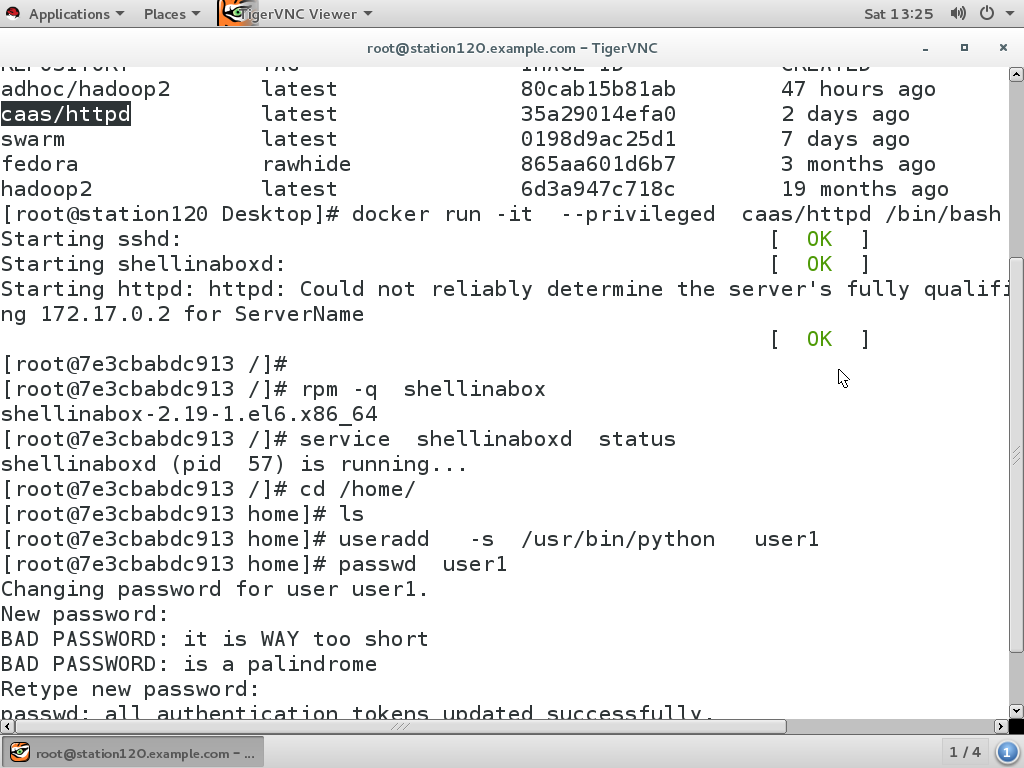 Applications Places TigerVNC Viewer Sat 13:25
root@station120.example.com - TigerVNC
REPOSITORY TAG IMAGE ID CREATED
adhoc/hadoop2 latest 80cab15b81ab 47 hours ago
caas/httpd latest 35a29014efa0 2 days ago
swarm latest 0198d9ac25d1 7 days ago
fedora rawhide 865aa601d6b7 3 months ago
hadoop2 latest 6d3a947c718c 19 months ago
[root@station120 Desktop]# docker run -it --privileged caas/httpd /bin/bash
Starting sshd: [ OK ]
Starting shellinaboxd: [ OK ]
Starting httpd: httpd: Could not reliably determine the server's fully qualifi
ng 172.17.0.2 for ServerName
[ OK ]
[root@7e3cbabdc913 /]#
[root@7e3cbabdc913 /]# rpm -q shellinabox
shellinabox-2.19-1.el6.x86_64
[root@7e3cbabdc913 /]# service shellinaboxd status
shellinaboxd (pid 57) is running...
[root@7e3cbabdc913 /]# cd /home/
[root@7e3cbabdc913 home]# ls
[root@7e3cbabdc913 home]# useradd -s /usr/bin/python user1
[root@7e3cbabdc913 home]# passwd user1
Changing password for user user1.
New password:
BAD PASSWORD: it is WAY too short
BAD PASSWORD: is a palindrome
Retype new password:
passwd: all authentication tokens updated successfully.
root@station120.example.com - ... 1 / 4 1